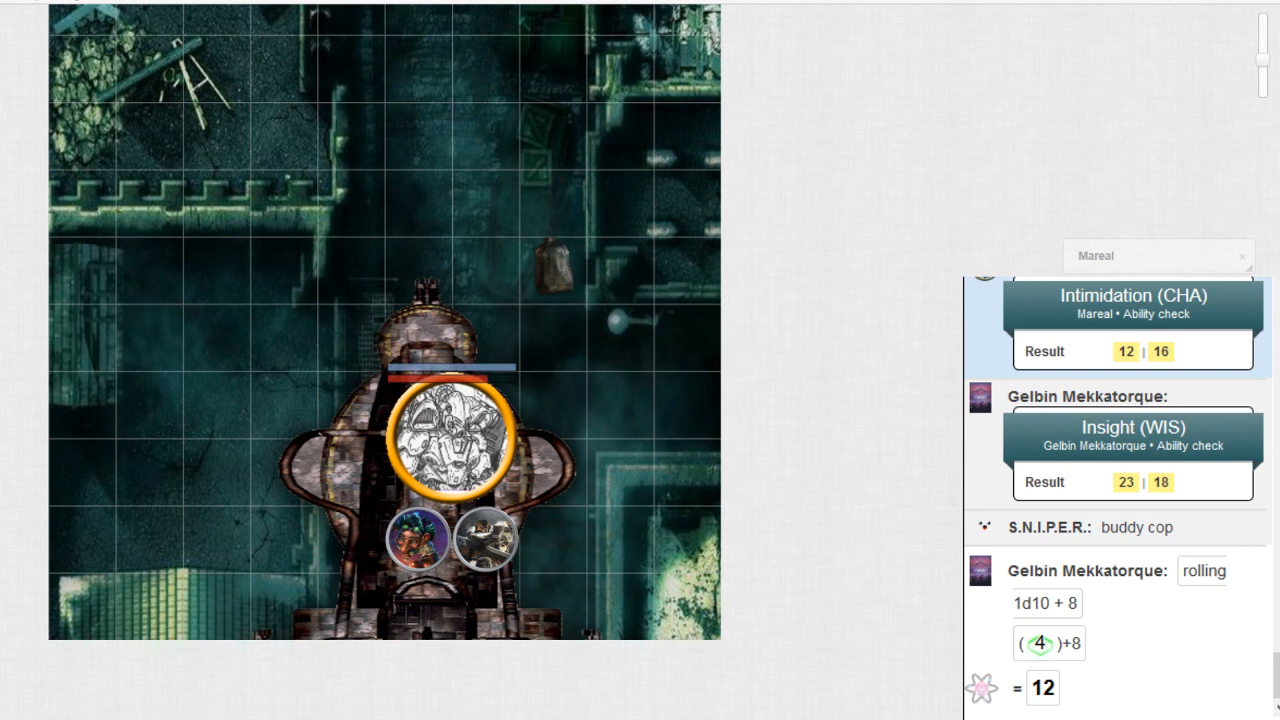 Mareal ×
Intimidation (CHA)
Mareal • Ability check
Result 12 | 16
Gelbin Mekkatorque:
Insight (WIS)
Gelbin Mekkatorque • Ability check
Result 23 | 18
S.N.I.P.E.R.: buddy cop
Gelbin Mekkatorque: rolling
1d10 + 8
( 4 )+8
= 12